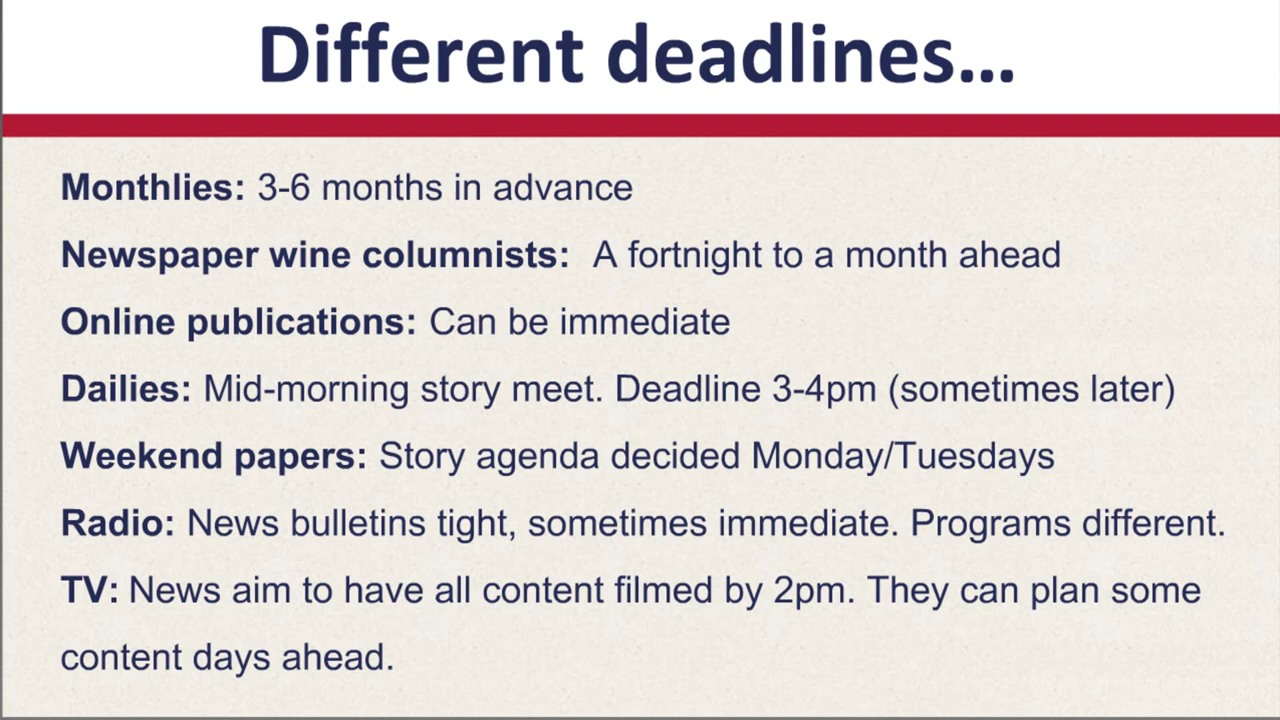 Different deadlines...
Monthlies: 3-6 months in advance
Newspaper wine columnists: A fortnight to a month ahead
Online publications: Can be immediate
Dailies: Mid-morning story meet. Deadline 3-4pm (sometimes later)
Weekend papers: Story agenda decided Monday/Tuesdays
Radio: News bulletins tight, sometimes immediate. Programs different.
TV: News aim to have all content filmed by 2pm. They can plan some
content days ahead.